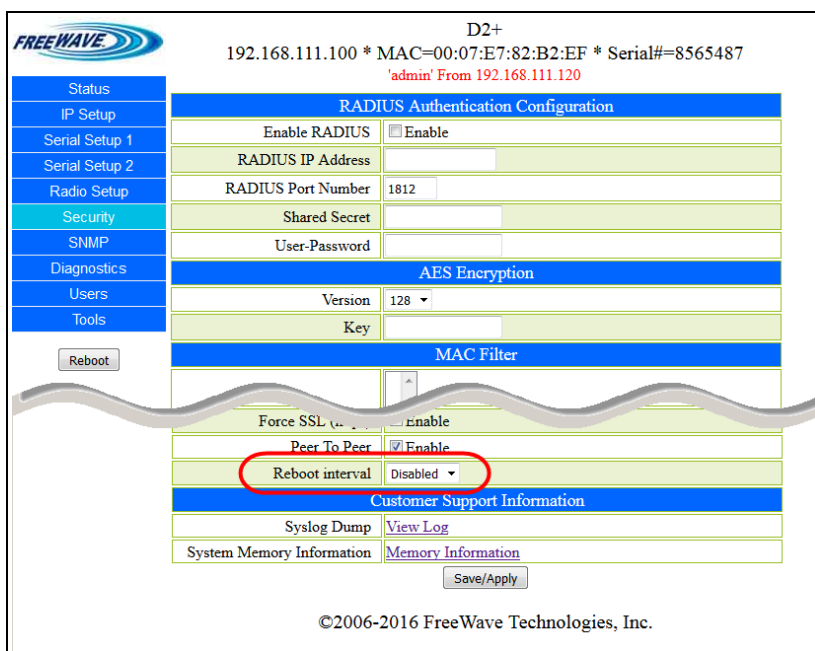 FREEWAVE
D2+
192.168.111.100 * MAC=00:07:E7:82:B2:EF * Serial#=8565487
'admin' From 192.168.111.120
Status
IP Setup
Serial Setup 1
Serial Setup 2
Radio Setup
Security
SNMP
Diagnostics
Users
Tools
Reboot
RADIUS Authentication Configuration
Enable RADIUS Enable
RADIUS IP Address
RADIUS Port Number 1812
Shared Secret
User-Password
AES Encryption
Version 128
Key
MAC Filter
Force SSL Enable
Peer To Peer Enable
Reboot interval Disabled
Customer Support Information
Syslog Dump View Log
System Memory Information Memory Information
Save/Apply
©2006-2016 FreeWave Technologies, Inc.